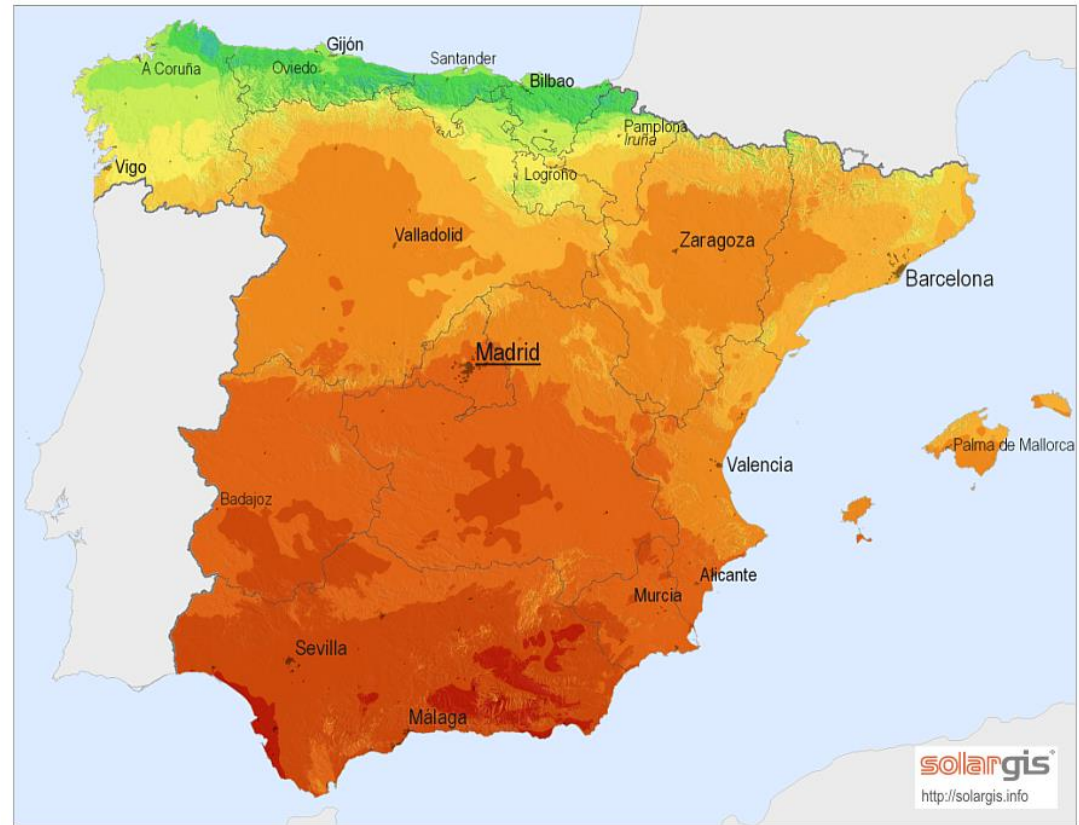 Gijón
A Coruña
Oviedo
Santander
Bilbao
Pamplona
Iruña
Vigo
Logroño
Valladolid
Zaragoza
Barcelona
Madrid
Palma de Mallorca
Valencia
Badajoz
Alicante
Murcia
Sevilla
Málaga
solargis
http://solargis.info